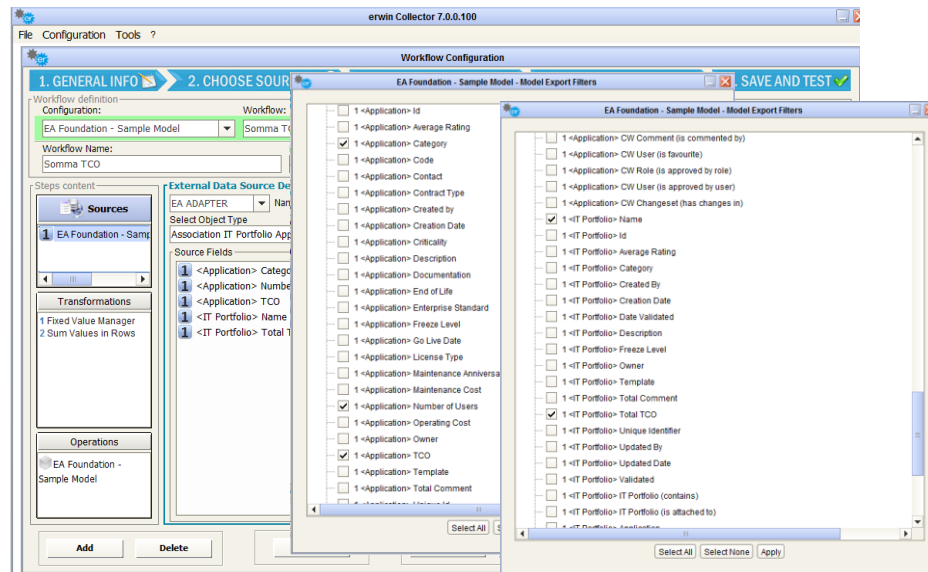 erwin Collector 7.0.0.100
File Configuration Tools ?
Workflow Configuration
1. GENERAL INFO
2. CHOOSE SOUR
SAVE AND TEST
Workflow definition
Configuration:
Workflow:
EA Foundation - Sample Model
Somma TC
Workflow Name:
Somma TCO
Steps content
Sources
1 EA Foundation - Samp
Transformations
1 Fixed Value Manager
2 Sum Values in Rows
Operations
EA Foundation -
Sample Model
Add
Delete
External Data Source De
EA ADAPTER
Nan
Select Object Type
Association IT Portfolio App
Source Fields
1 <Application> Catego
1 <Application> Numbe
1 <Application> TCO
1 <IT Portfolio> Name
1 <IT Portfolio> Total T
EA Foundation - Sample Model - Model Export Filters
1 <Application> Id
1 <Application> Average Rating
1 <Application> Category
1 <Application> Code
1 <Application> Contact
1 <Application> Contract Type
1 <Application> Created by
1 <Application> Creation Date
1 <Application> Criticality
1 <Application> Description
1 <Application> Documentation
1 <Application> End of Life
1 <Application> Enterprise Standard
1 <Application> Freeze Level
1 <Application> Go Live Date
1 <Application> License Type
1 <Application> Maintenance Anniversa
1 <Application> Maintenance Cost
1 <Application> Number of Users
1 <Application> Operating Cost
1 <Application> Owner
1 <Application> TCO
1 <Application> Template
1 <Application> Total Comment
Select All
EA Foundation - Sample Model - Model Export Filters
1 <Application> CW Comment (is commented by)
1 <Application> CW User (is favourite)
1 <Application> CW Role (is approved by role)
1 <Application> CW User (is approved by user)
1 <Application> CW Changeset (has changes in)
1 <IT Portfolio> Name
1 <IT Portfolio> Id
1 <IT Portfolio> Average Rating
1 <IT Portfolio> Category
1 <IT Portfolio> Created By
1 <IT Portfolio> Creation Date
1 <IT Portfolio> Date Validated
1 <IT Portfolio> Description
1 <IT Portfolio> Freeze Level
1 <IT Portfolio> Owner
1 <IT Portfolio> Template
1 <IT Portfolio> Total Comment
1 <IT Portfolio> Total TCO
1 <IT Portfolio> Unique Identifier
1 <IT Portfolio> Updated By
1 <IT Portfolio> Updated Date
1 <IT Portfolio> Validated
1 <IT Portfolio> IT Portfolio (contains)
1 <IT Portfolio> IT Portfolio (is attached to)
Select All Select None Apply